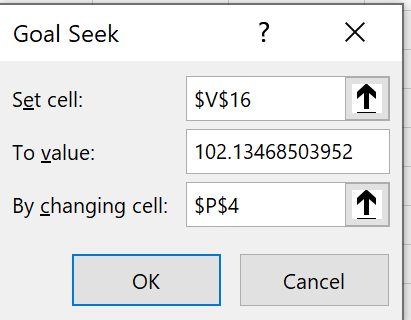 Goal Seek ?
Set cell: $V$16
To value: 102.13468503952
By changing cell: $P$4
OK Cancel